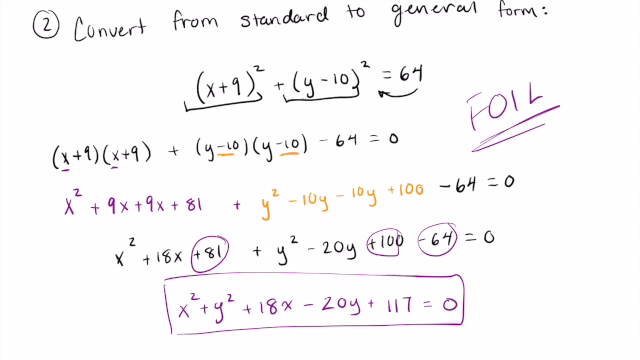 ② Convert from standard to general form:
(x+9)² + (y-10)² = 64
FOIL
(x+9)(x+9) + (y-10)(y-10) - 64 = 0
x² + 9x + 9x + 81 + y² - 10y - 10y + 100 - 64 = 0
x² + 18x + 81 + y² - 20y + 100 - 64 = 0
x² + y² + 18x - 20y + 117 = 0